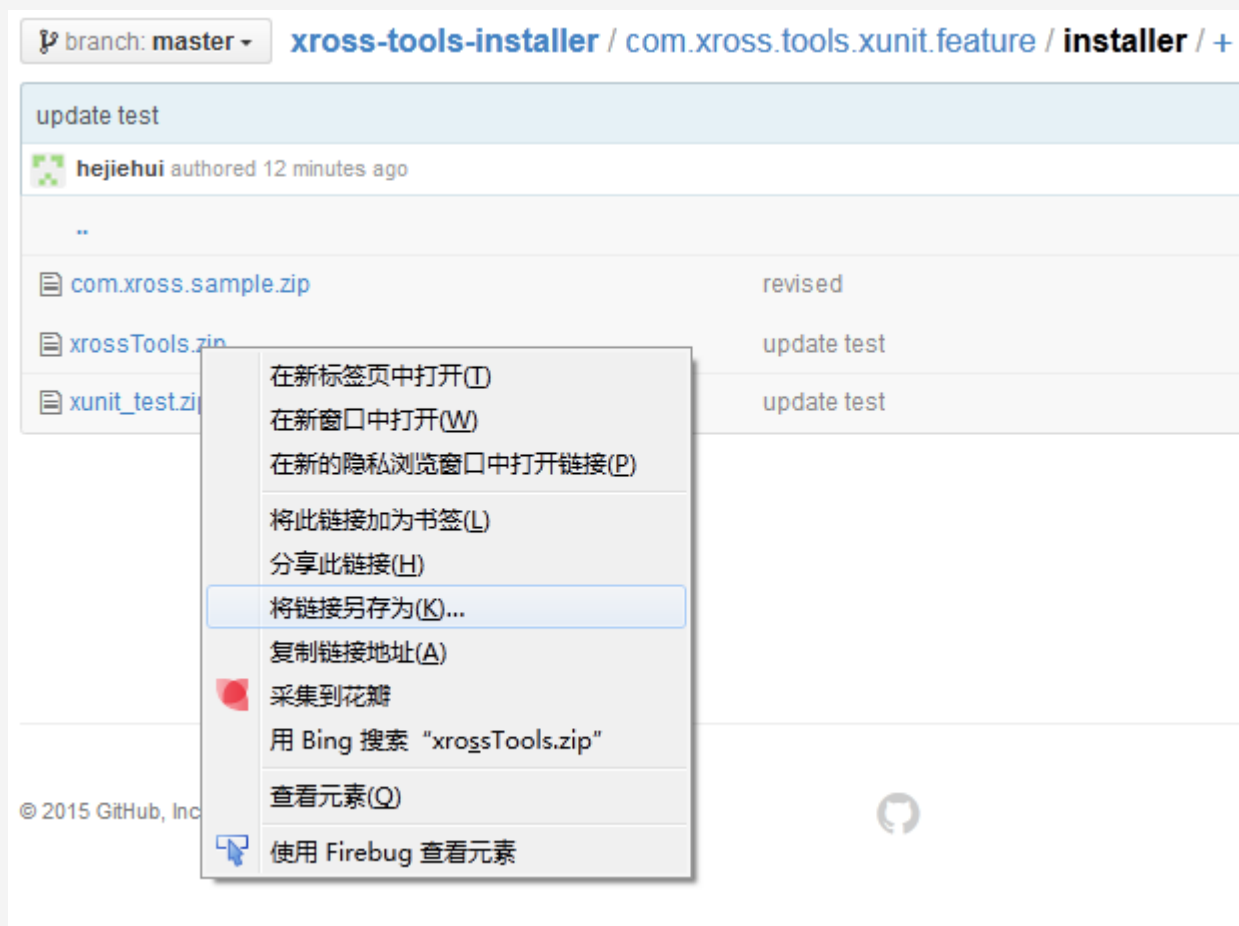 branch: master xross-tools-installer / com.xross.tools.xunit.feature / installer / +
update test
hejiehui authored 12 minutes ago
..
com.xross.sample.zip revised
xrossTools.zip update test
xunit_test.zip update test
在新标签页中打开(T)
在新窗口中打开(W)
在新的隐私浏览窗口中打开链接(P)
将此链接加为书签(L)
分享此链接(H)
将链接另存为(K)...
复制链接地址(A)
采集到花瓣
用 Bing 搜索 “xrossTools.zip”
查看元素(Q)
© 2015 GitHub, Inc
使用 Firebug 查看元素